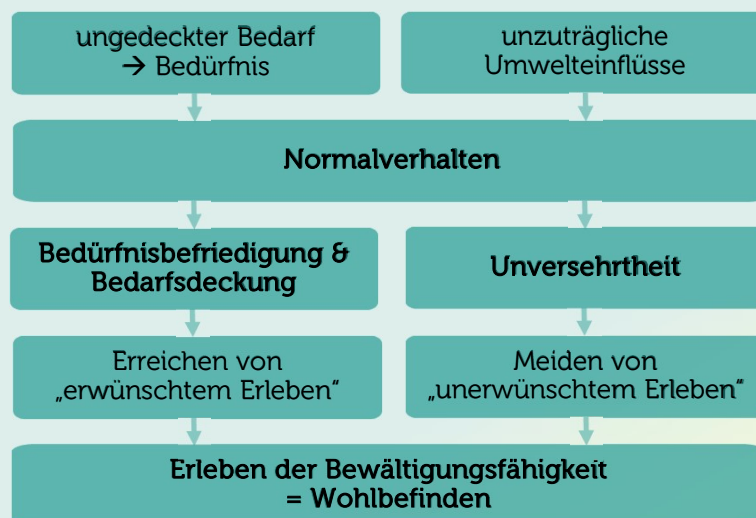 ungedeckter Bedarf
→ Bedürfnis
unzuträgliche
Umwelteinflüsse
Normalverhalten
Bedürfnisbefriedigung &
Bedarfsdeckung
Unversehrtheit
Erreichen von
„erwünschtem Erleben“
Meiden von
„unerwünschtem Erleben“
Erleben der Bewältigungsfähigkeit
= Wohlbefinden